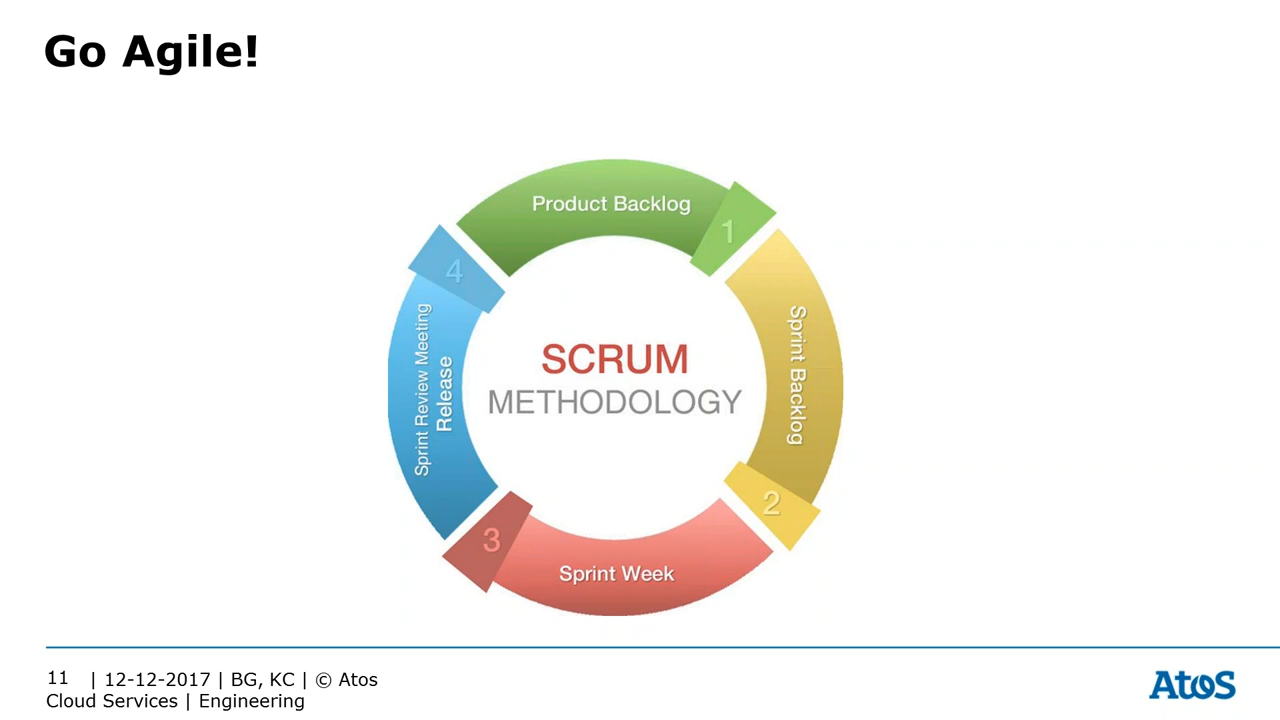 Go Agile!
Product Backlog
1
Sprint Backlog
2
Sprint Week
3
Sprint Review Meeting
Release
4
SCRUM
METHODOLOGY
11 | 12-12-2017 | BG, KC | © Atos
Cloud Services | Engineering
Atos